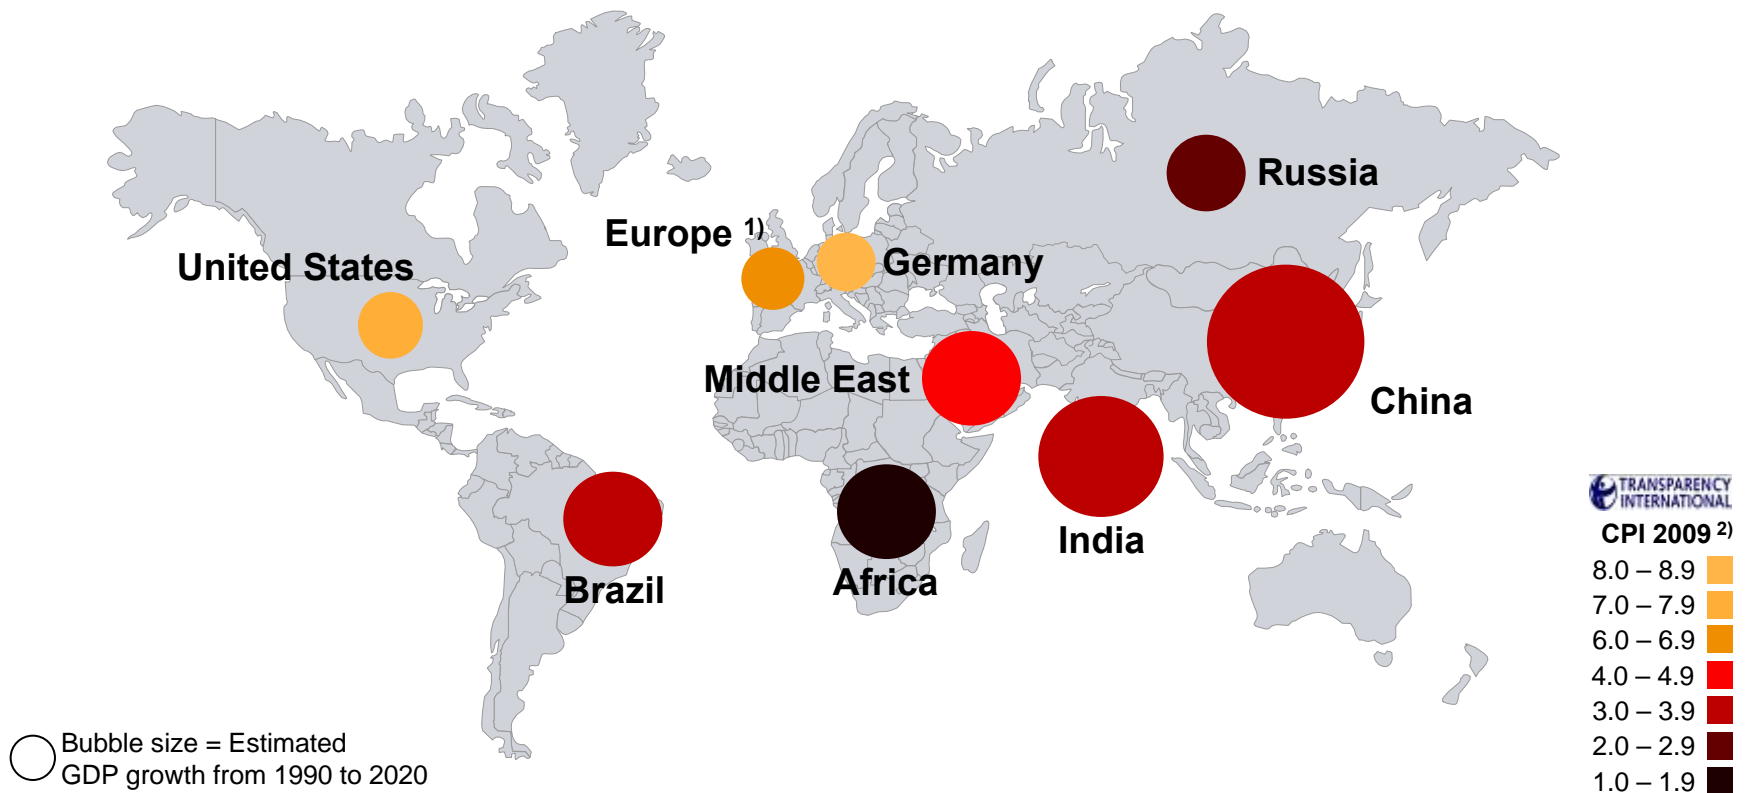 Russia
Europe 1)
Germany
United States
Middle East
China
India
Brazil
Africa
TRANSPARENCY
INTERNATIONAL
CPI 2009 2)
8.0 – 8.9
7.0 – 7.9
6.0 – 6.9
4.0 – 4.9
3.0 – 3.9
2.0 – 2.9
1.0 – 1.9
Bubble size = Estimated
GDP growth from 1990 to 2020